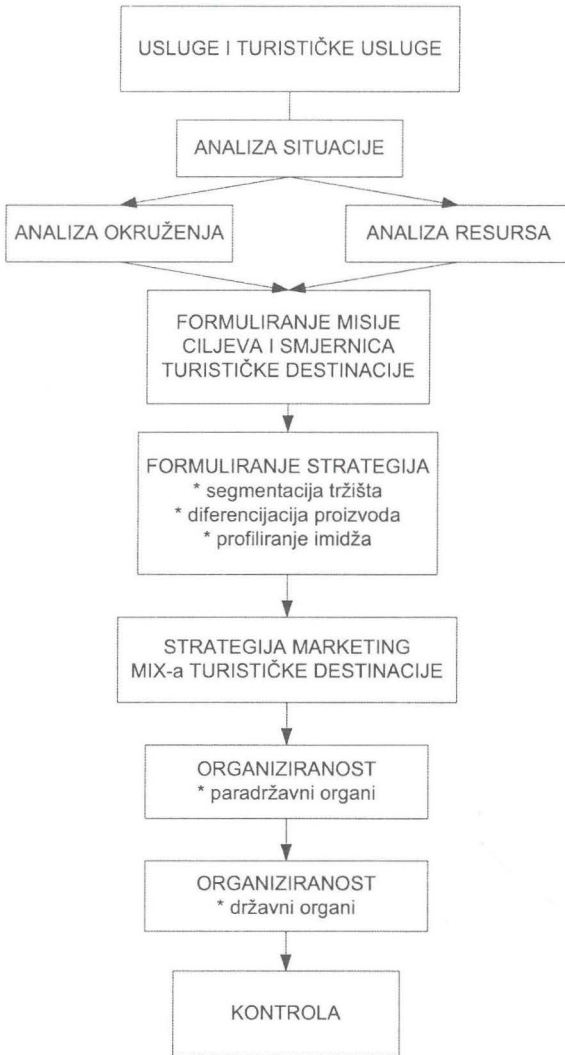 USLUGE I TURISTIČKE USLUGE
ANALIZA SITUACIJE
ANALIZA OKRUŽENJA
ANALIZA RESURSA
FORMULIRANJE MISIJE
CILJEVA I SMJERNICA
TURISTIČKE DESTINACIJE
FORMULIRANJE STRATEGIJA
* segmentacija tržišta
* diferencijacija proizvoda
* profiliranje imidža
STRATEGIJA MARKETING
MIX-a TURISTIČKE DESTINACIJE
ORGANIZIRANOST
* paradržavni organi
ORGANIZIRANOST
* državni organi
KONTROLA